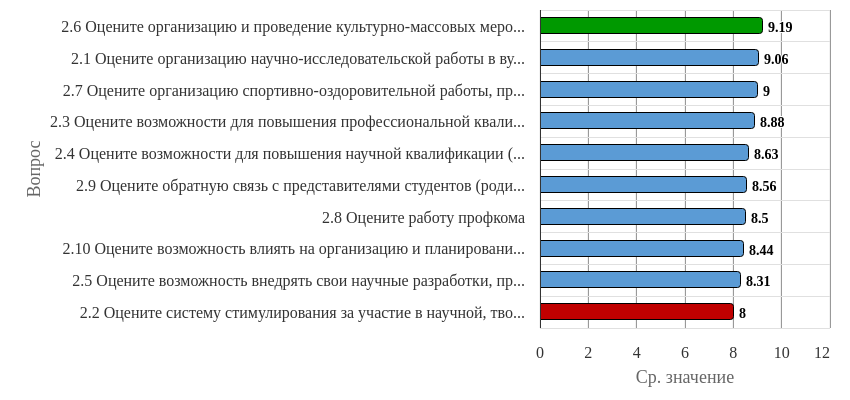 2.6 Оцените организацию и проведение культурно-массовых меро... 9.19
2.1 Оцените организацию научно-исследовательской работы в ву... 9.06
2.7 Оцените организацию спортивно-оздоровительной работы, пр... 9
2.3 Оцените возможности для повышения профессиональной квали... 8.88
2.4 Оцените возможности для повышения научной квалификации (... 8.63
2.9 Оцените обратную связь с представителями студентов (роди... 8.56
2.8 Оцените работу профкома 8.5
2.10 Оцените возможность влиять на организацию и планировани... 8.44
2.5 Оцените возможность внедрять свои научные разработки, пр... 8.31
2.2 Оцените систему стимулирования за участие в научной, тво... 8
Вопрос
0 2 4 6 8 10 12
Ср. значение